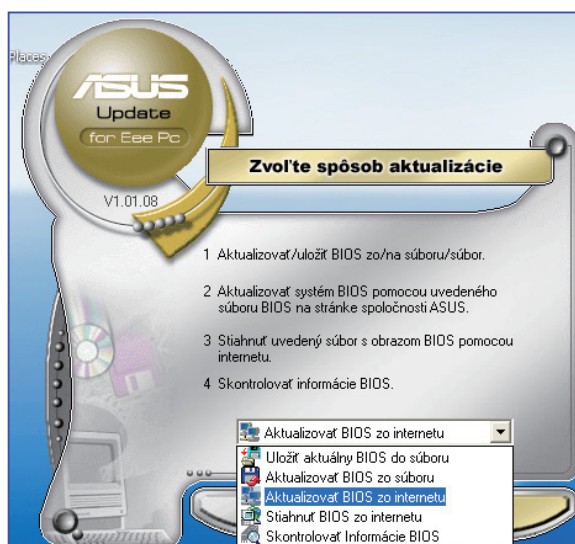 Places
ASUS
Update
for Eee Pc
V1.01.08
Zvoľte spôsob aktualizácie
1 Aktualizovať/uložiť BIOS zo/na súboru/súbor.
2 Aktualizovať systém BIOS pomocou uvedeného
súboru BIOS na stránke spoločnosti ASUS.
3 Stiahnuť uvedený súbor s obrazom BIOS pomocou
internetu.
4 Skontrolovať informácie BIOS.
Aktualizovať BIOS zo internetu
Uložiť aktuálny BIOS do súboru
Aktualizovať BIOS zo súboru
Aktualizovať BIOS zo internetu
Stiahnuť BIOS zo internetu
Skontrolovať Informácie BIOS